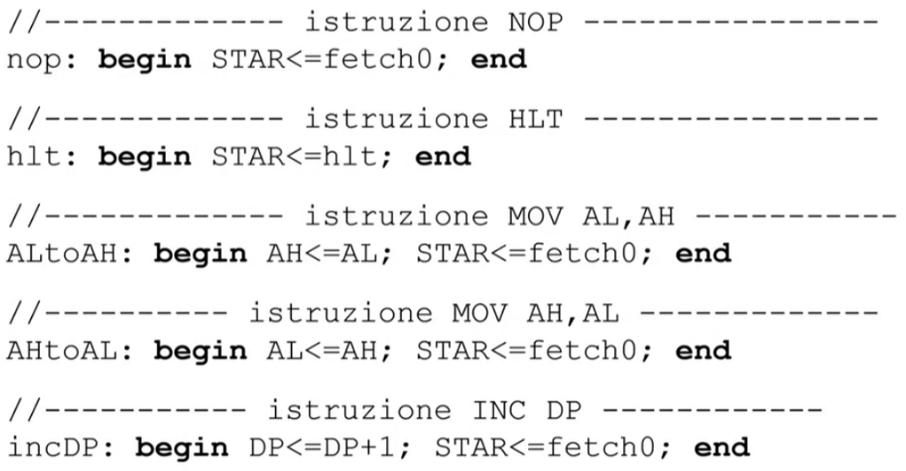 //------------- istruzione NOP ----------------
nop: begin STAR<=fetch0; end
//------------- istruzione HLT ----------------
hlt: begin STAR<=hlt; end
//------------- istruzione MOV AL,AH -----------
ALtoAH: begin AH<=AL; STAR<=fetch0; end
//---------- istruzione MOV AH,AL -------------
AHtoAL: begin AL<=AH; STAR<=fetch0; end
//----------- istruzione INC DP ------------
incDP: begin DP<=DP+1; STAR<=fetch0; end